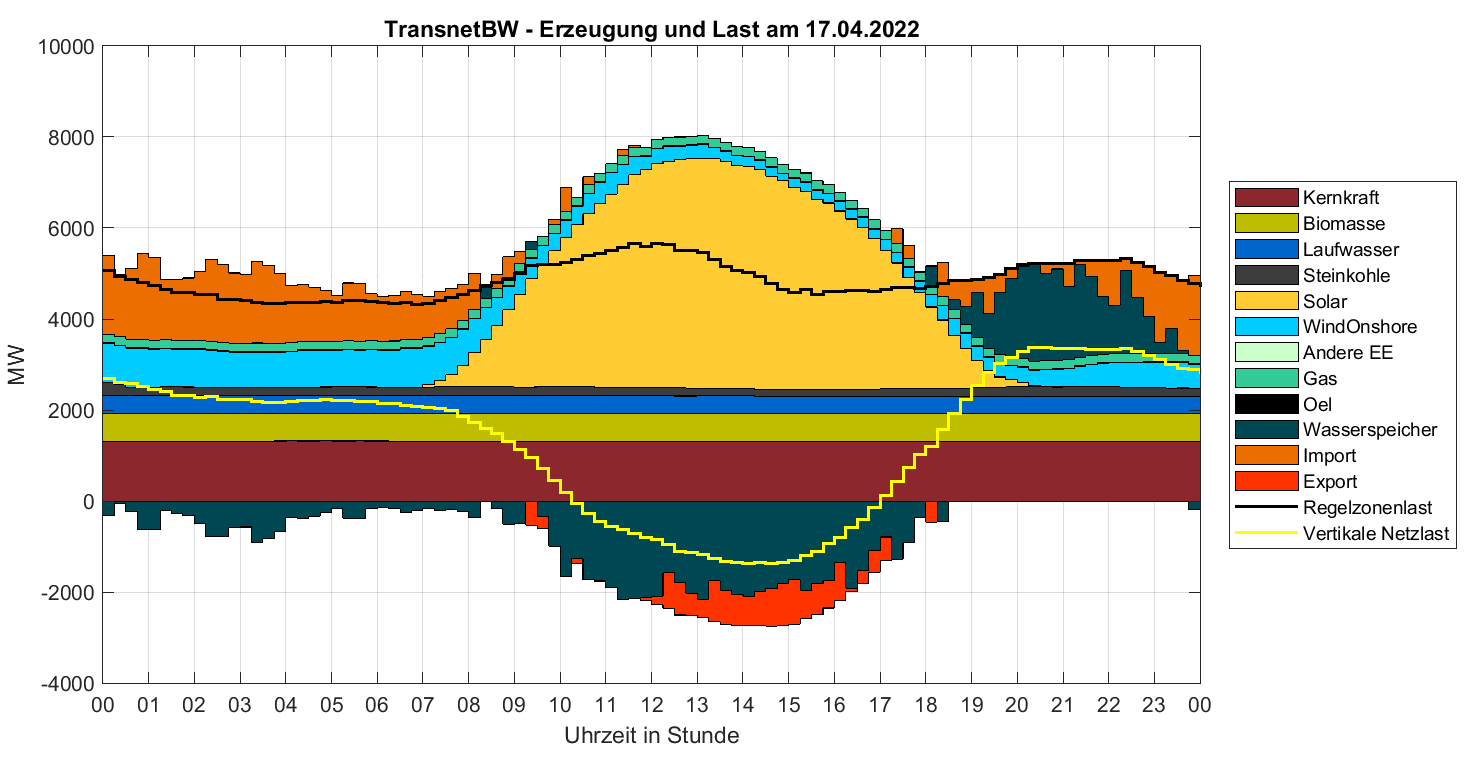 TransnetBW - Erzeugung und Last am 17.04.2022
10000
8000
6000
4000
2000
0
-2000
-4000
MW
00 01 02 03 04 05 06 07 08 09 10 11 12 13 14 15 16 17 18 19 20 21 22 23 00
Uhrzeit in Stunde
Kernkraft
Biomasse
Laufwasser
Steinkohle
Solar
WindOnshore
Andere EE
Gas
Oel
Wasserspeicher
Import
Export
Regelzonenlast
Vertikale Netzlast